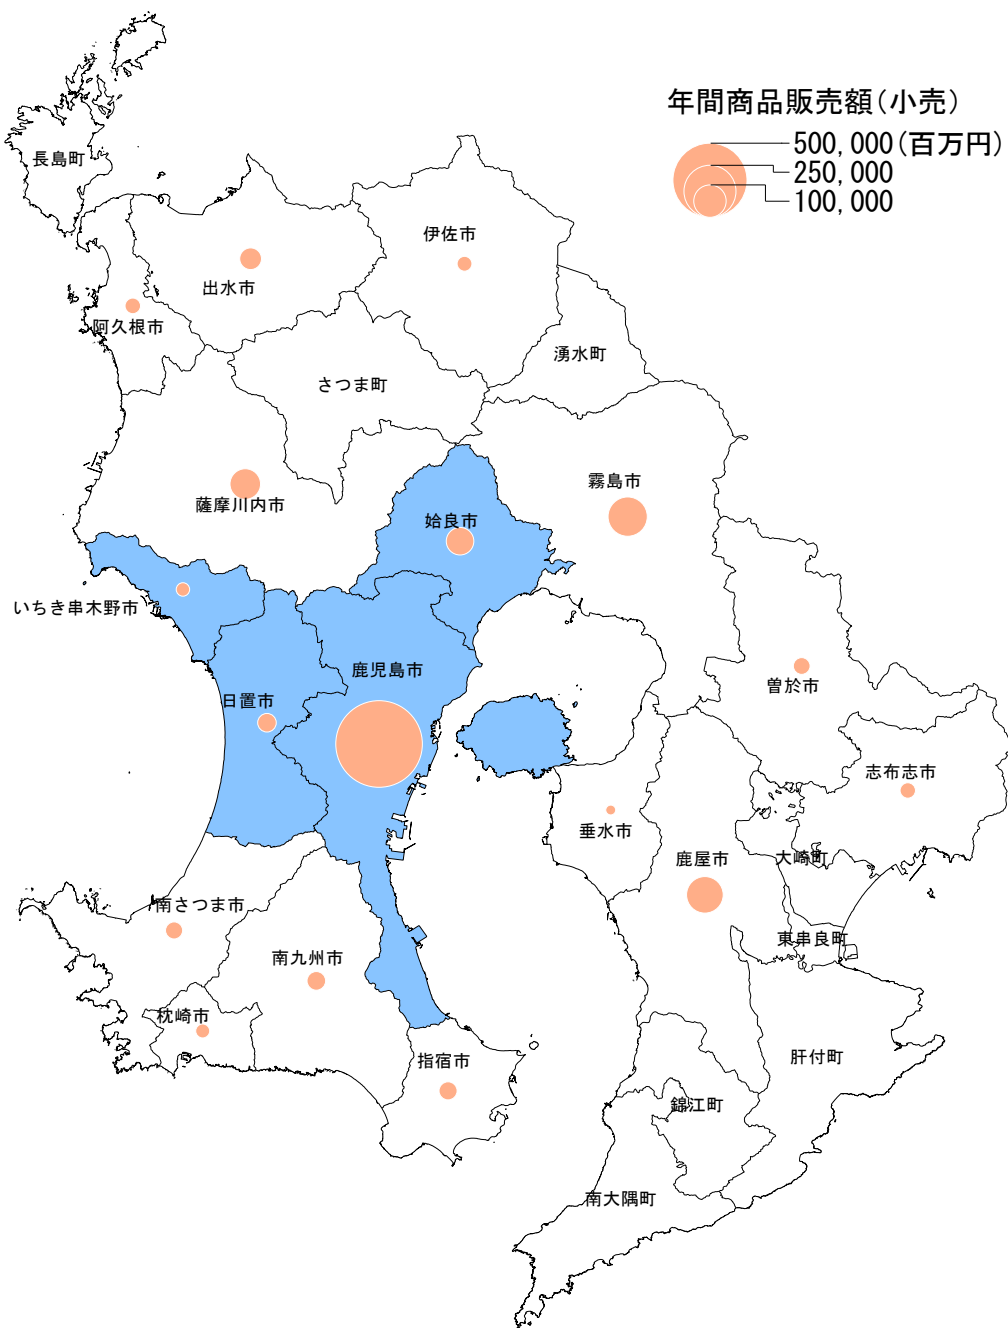 年間商品販売額（小売）
500,000（百万円）
250,000
100,000
長島町
伊佐市
出水市
阿久根市
湧水町
さつま町
霧島市
薩摩川内市
姶良市
いちき串木野市
鹿児島市
曽於市
日置市
志布志市
垂水市
鹿屋市
大崎町
南さつま市
東串良町
南九州市
枕崎市
指宿市
肝付町
錦江町
南大隅町